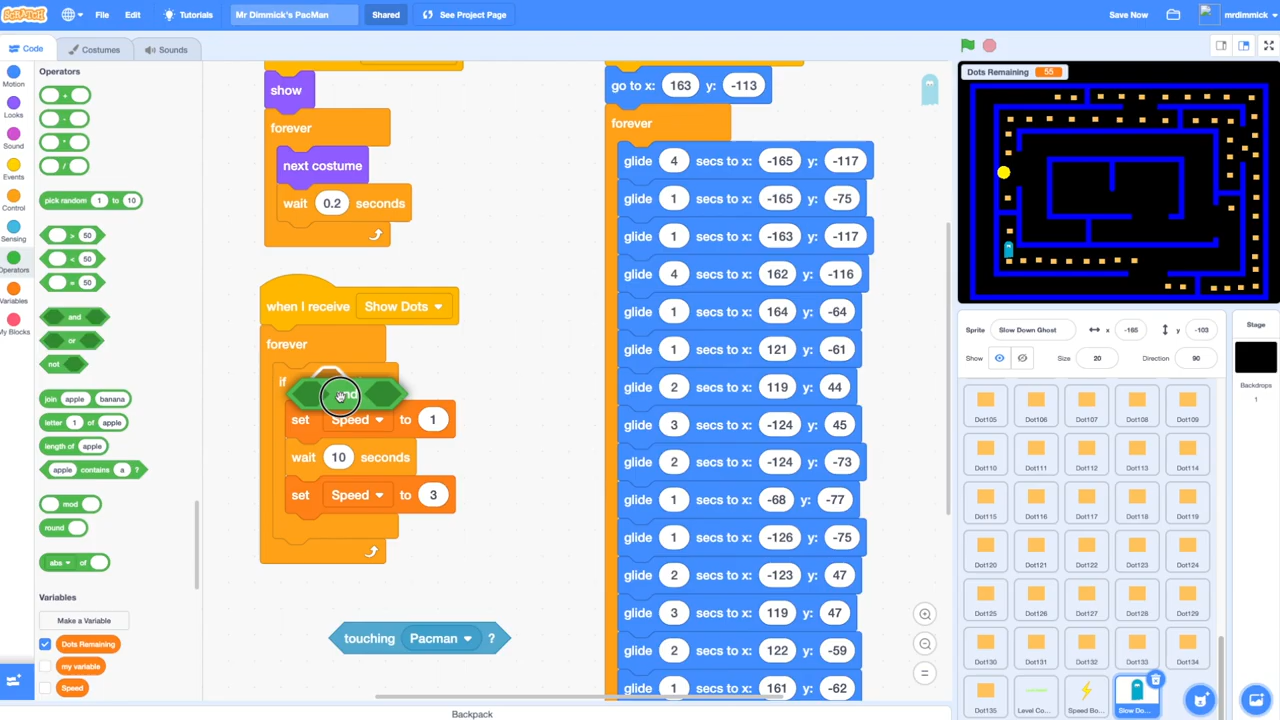 SCRATCH File Edit Tutorials Mr Dimmick's PacMan Shared See Project Page Save Now mrdimmick
Code Costumes Sounds
Motion
Looks
Sound
Events
Control
Sensing
Operators
Variables
My Blocks
Operators
+
-
*
/
pick random 1 to 10
> 50
< 50
= 50
and
or
not
join apple banana
letter 1 of apple
length of apple
apple contains a ?
mod
round
abs of
Variables
Make a Variable
Dots Remaining
my variable
Speed
show
forever
next costume
wait 0.2 seconds
when I receive Show Dots
forever
if
set Speed to 1
wait 10 seconds
set Speed to 3
touching Pacman ?
go to x: 163 y: -113
forever
glide 4 secs to x: -165 y: -117
glide 1 secs to x: -165 y: -75
glide 1 secs to x: -163 y: -117
glide 4 secs to x: 162 y: -116
glide 1 secs to x: 164 y: -64
glide 1 secs to x: 121 y: -61
glide 2 secs to x: 119 y: 44
glide 3 secs to x: -124 y: 45
glide 2 secs to x: -124 y: -73
glide 1 secs to x: -68 y: -77
glide 1 secs to x: -126 y: -75
glide 2 secs to x: -123 y: 47
glide 3 secs to x: 119 y: 47
glide 2 secs to x: 122 y: -59
glide 1 secs to x: 161 y: -62
Backpack
Dots Remaining 55
Sprite Slow Down Ghost x -165 y -103
Show Size 20 Direction 90
Dot105 Dot106 Dot107 Dot108 Dot109
Dot110 Dot111 Dot112 Dot113 Dot114
Dot115 Dot116 Dot117 Dot118 Dot119
Dot120 Dot121 Dot122 Dot123 Dot124
Dot125 Dot126 Dot127 Dot128 Dot129
Dot130 Dot131 Dot132 Dot133 Dot134
Dot135 Level Co... Speed Bo... Slow Do...
Stage
Backdrops
1